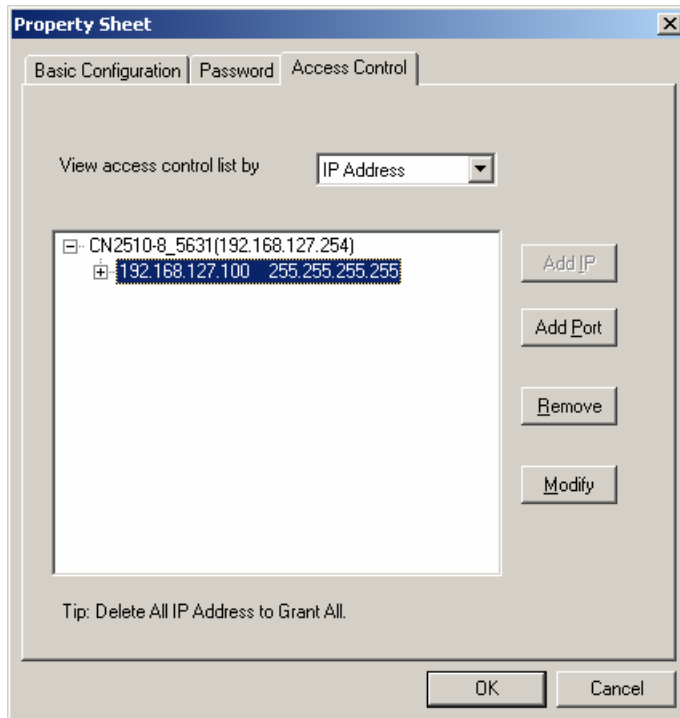 Property Sheet
Basic Configuration Password Access Control
View access control list by IP Address
CN2510-8_5631(192.168.127.254)
192.168.127.100 255.255.255.255
Add IP
Add Port
Remove
Modify
Tip: Delete All IP Address to Grant All.
OK Cancel